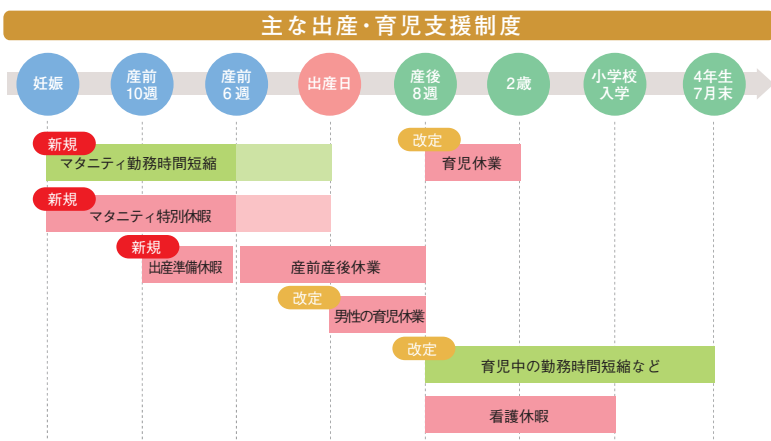 主な出産・育児支援制度
妊娠
産前
10週
産前
6週
出産日
産後
8週
2歳
小学校
入学
4年生
7月末
新規
マタニティ勤務時間短縮
改定
育児休業
新規
マタニティ特別休暇
新規
出産準備休暇
産前産後休業
改定
男性の育児休業
改定
育児中の勤務時間短縮など
看護休暇